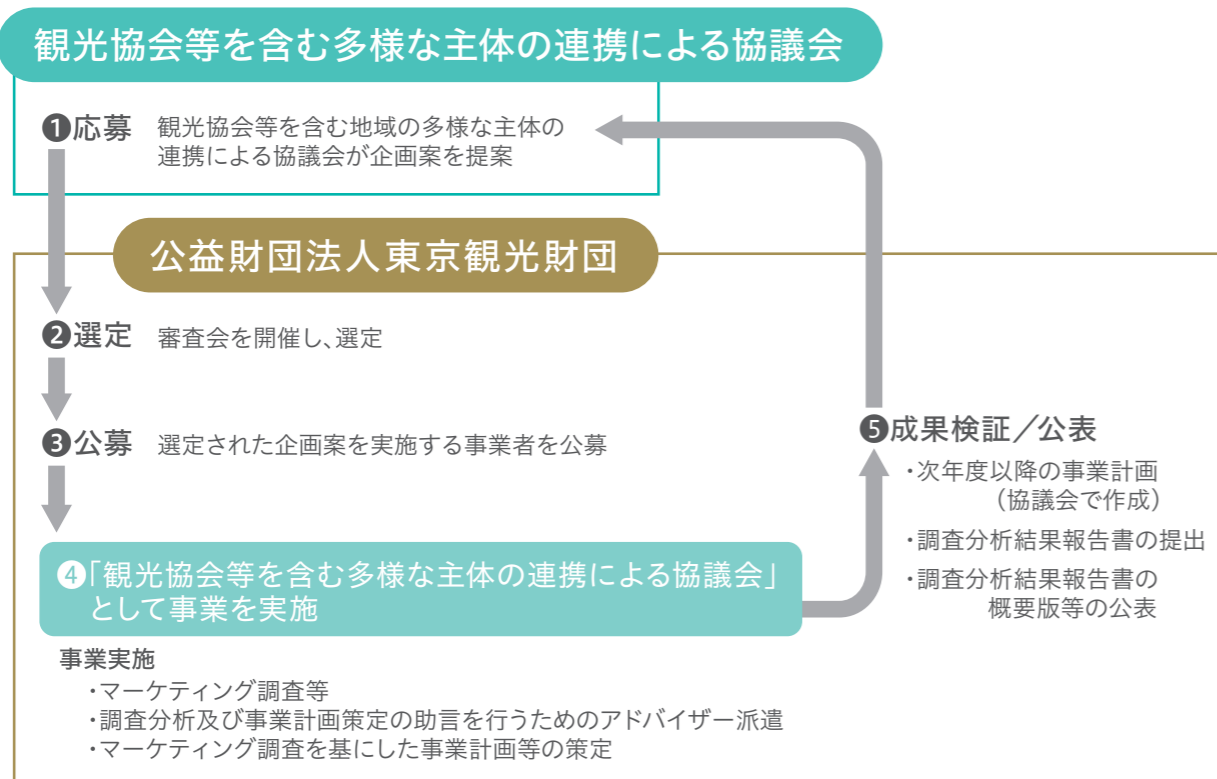 観光協会等を含む多様な主体の連携による協議会
❶応募 観光協会等を含む地域の多様な主体の
連携による協議会が企画案を提案
公益財団法人東京観光財団
❷選定 審査会を開催し、選定
❸公募 選定された企画案を実施する事業者を公募
❹「観光協会等を含む多様な主体の連携による協議会」
として事業を実施
事業実施
・マーケティング調査等
・調査分析及び事業計画策定の助言を行うためのアドバイザー派遣
・マーケティング調査を基にした事業計画等の策定
❺成果検証／公表
・次年度以降の事業計画
（協議会で作成）
・調査分析結果報告書の提出
・調査分析結果報告書の
概要版等の公表